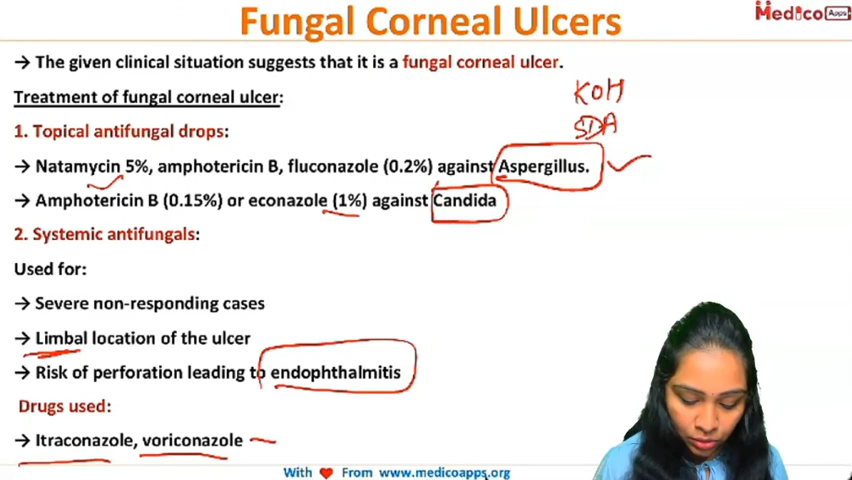 Fungal Corneal Ulcers
Medico Apps
→ The given clinical situation suggests that it is a fungal corneal ulcer.
KOH
Treatment of fungal corneal ulcer:
SDA
1. Topical antifungal drops:
→ Natamycin 5%, amphotericin B, fluconazole (0.2%) against Aspergillus.
→ Amphotericin B (0.15%) or econazole (1%) against Candida
2. Systemic antifungals:
Used for:
→ Severe non-responding cases
→ Limbal location of the ulcer
→ Risk of perforation leading to endophthalmitis
Drugs used:
→ Itraconazole, voriconazole
With ❤ From www.medicoapps.org